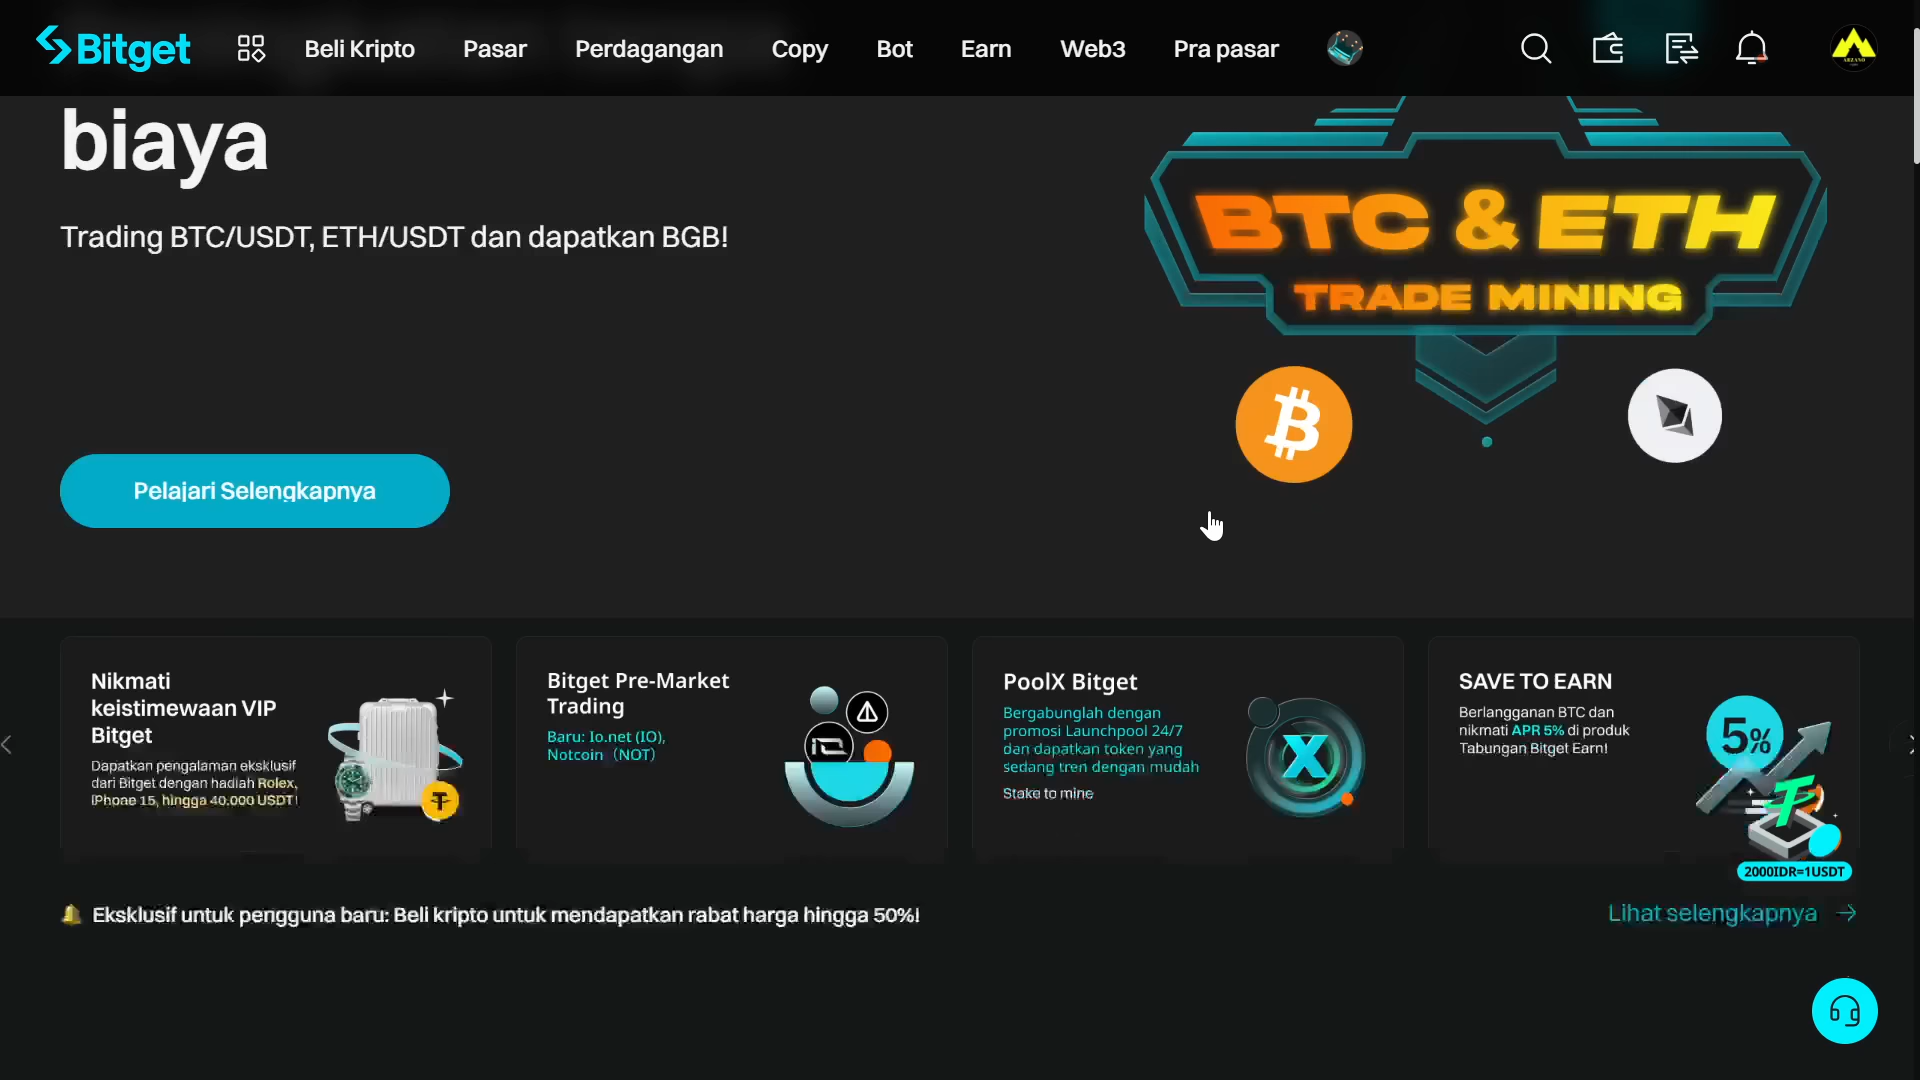 Bitget
Beli Kripto
Pasar
Perdagangan
Copy
Bot
Earn
Web3
Pra pasar
ARZANO
biaya
Trading BTC/USDT, ETH/USDT dan dapatkan BGB!
BTC & ETH
TRADE MINING
Pelajari Selengkapnya
Nikmati
keistimewaan VIP
Bitget
Dapatkan pengalaman eksklusif
dari Bitget dengan hadiah Rolex,
iPhone 15, hingga 40.000 USDT!
Bitget Pre-Market
Trading
Baru: Io.net (IO),
Notcoin (NOT)
PoolX Bitget
Bergabunglah dengan
promosi Launchpool 24/7
dan dapatkan token yang
sedang tren dengan mudah
Stake to mine
X
SAVE TO EARN
Berlangganan BTC dan
nikmati APR 5% di produk
Tabungan Bitget Earn!
5%
2000IDR=1USDT
Eksklusif untuk pengguna baru: Beli kripto untuk mendapatkan rabat harga hingga 50%!
Lihat selengkapnya